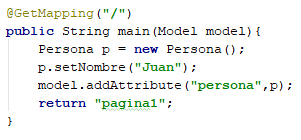 @GetMapping("/")
public String main(Model model){
Persona p = new Persona();
p.setNombre("Juan");
model.addAttribute("persona",p);
return "pagina1";
}